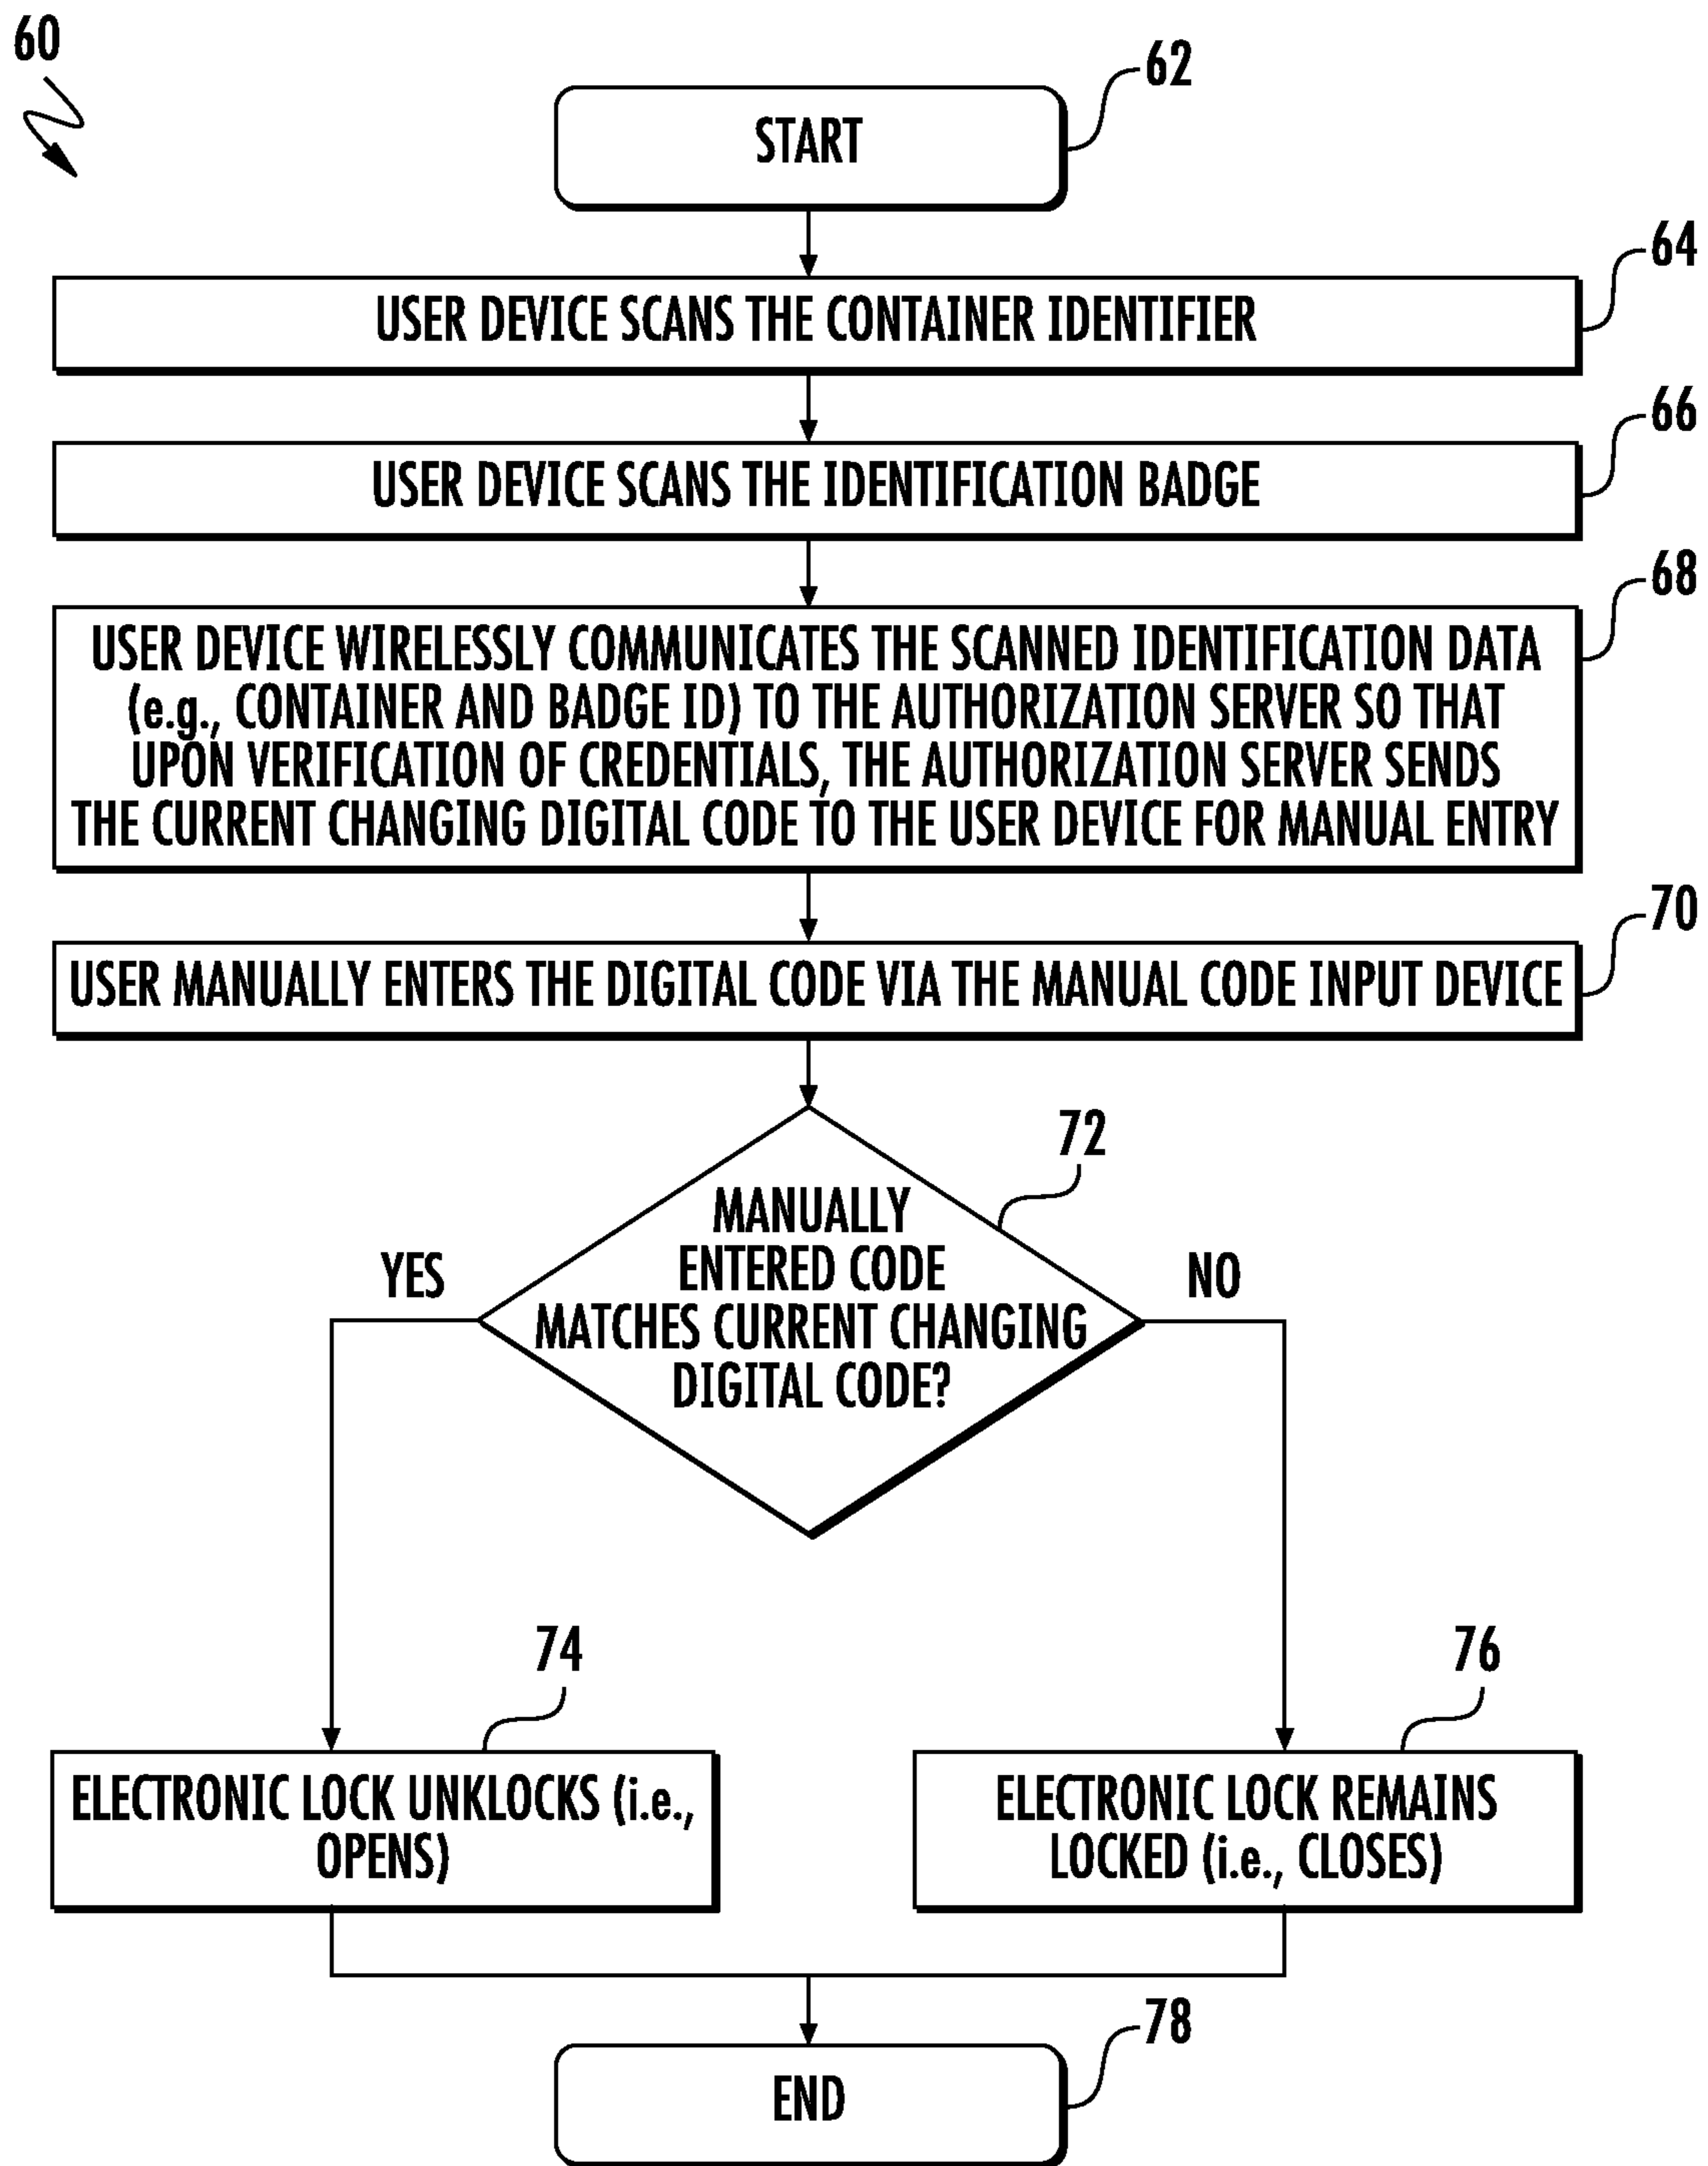 60
62
START
64
USER DEVICE SCANS THE CONTAINER IDENTIFIER
66
USER DEVICE SCANS THE IDENTIFICATION BADGE
68
USER DEVICE WIRELESSLY COMMUNICATES THE SCANNED IDENTIFICATION DATA
(e.g., CONTAINER AND BADGE ID) TO THE AUTHORIZATION SERVER SO THAT
UPON VERIFICATION OF CREDENTIALS, THE AUTHORIZATION SERVER SENDS
THE CURRENT CHANGING DIGITAL CODE TO THE USER DEVICE FOR MANUAL ENTRY
70
USER MANUALLY ENTERS THE DIGITAL CODE VIA THE MANUAL CODE INPUT DEVICE
72
MANUALLY
ENTERED CODE
MATCHES CURRENT CHANGING
DIGITAL CODE?
YES
NO
74
ELECTRONIC LOCK UNKLOCKS (i.e.,
OPENS)
76
ELECTRONIC LOCK REMAINS
LOCKED (i.e., CLOSES)
78
END